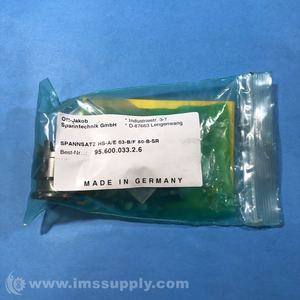 Ott-Jakob
Spanntechnik GmbH
* Industriestr. 3-7
* D-87663 Lengenwang
SPANNSATZ HS-A/E 63-B/F 80-B-SR
Best-Nr.: 95.600.033.2.6
MADE IN GERMANY
© www.imssupply.com